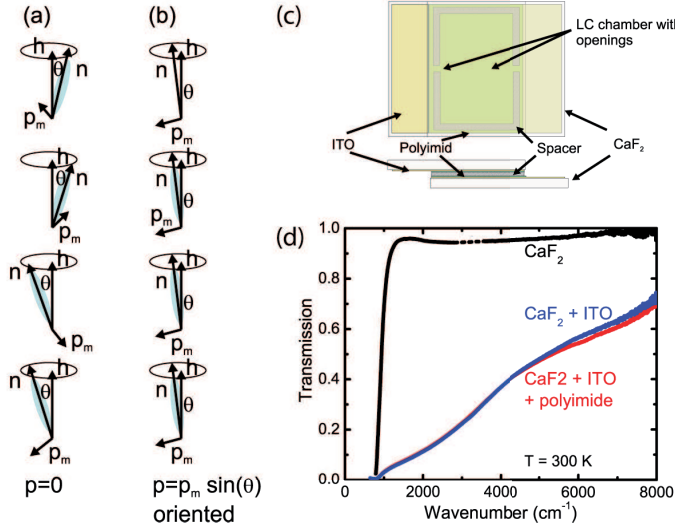 (a)
h
θ
n
p_m
h
θ
n
p_m
h
n
θ
p_m
h
n
θ
p_m
p=0
(b)
h
n
θ
p_m
h
n
θ
p_m
h
n
θ
p_m
h
n
θ
p_m
p=p_m sin(θ)
oriented
(c)
LC chamber with
openings
ITO
Polyimid
Spacer
CaF₂
(d)
Transmission
1.0
0.8
0.6
0.4
0.2
0.0
CaF₂
CaF₂ + ITO
CaF2 + ITO
+ polyimide
T = 300 K
0 2000 4000 6000 8000
Wavenumber (cm⁻¹)